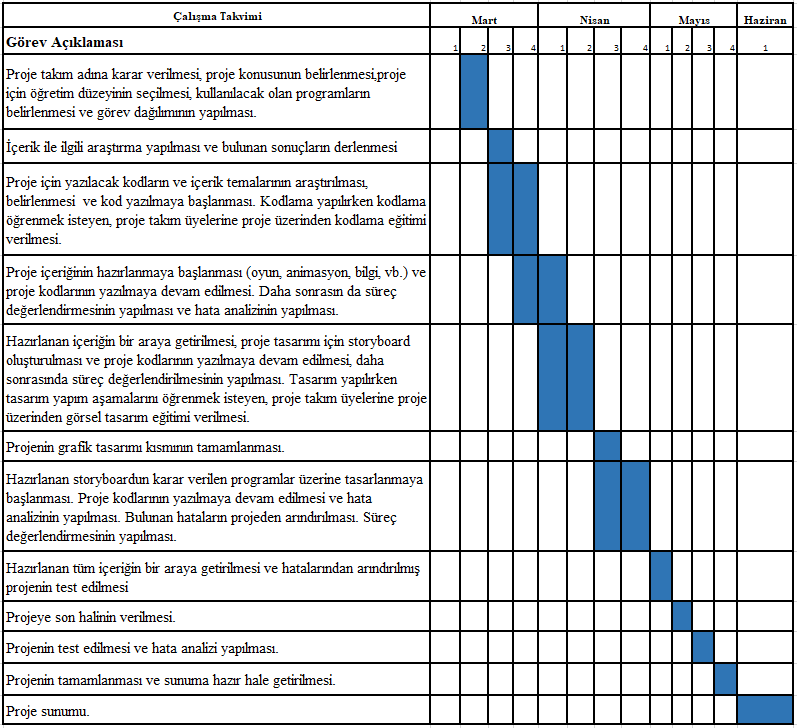 Çalışma Takvimi Mart Nisan Mayıs Haziran
Görev Açıklaması 1 2 3 4 1 2 3 4 1 2 3 4 1
Proje takım adına karar verilmesi, proje konusunun belirlenmesi,proje
için öğretim düzeyinin seçilmesi, kullanılacak olan programların
belirlenmesi ve görev dağılımının yapılması.
İçerik ile ilgili araştırma yapılması ve bulunan sonuçların derlenmesi
Proje için yazılacak kodların ve içerik temalarının araştırılması,
belirlenmesi ve kod yazılmaya başlanması. Kodlama yapılırken kodlama
öğrenmek isteyen, proje takım üyelerine proje üzerinden kodlama eğitimi
verilmesi.
Proje içeriğinin hazırlanmaya başlanması (oyun, animasyon, bilgi, vb.) ve
proje kodlarının yazılmaya devam edilmesi. Daha sonrasın da süreç
değerlendirmesinin yapılması ve hata analizinin yapılması.
Hazırlanan içeriğin bir araya getirilmesi, proje tasarımı için storyboard
oluşturulması ve proje kodlarının yazılmaya devam edilmesi, daha
sonrasında süreç değerlendirilmesinin yapılması. Tasarım yapılırken
tasarım yapım aşamalarını öğrenmek isteyen, proje takım üyelerine proje
üzerinden görsel tasarım eğitimi verilmesi.
Projenin grafik tasarımı kısmının tamamlanması.
Hazırlanan storyboardun karar verilen programlar üzerine tasarlanmaya
başlanması. Proje kodlarının yazılmaya devam edilmesi ve hata
analizinin yapılması. Bulunan hataların projeden arındırılması. Süreç
değerlendirmesinin yapılması.
Hazırlanan tüm içeriğin bir araya getirilmesi ve hatalarından arındırılmış
projenin test edilmesi
Projeye son halinin verilmesi.
Projenin test edilmesi ve hata analizi yapılması.
Projenin tamamlanması ve sunuma hazır hale getirilmesi.
Proje sunumu.